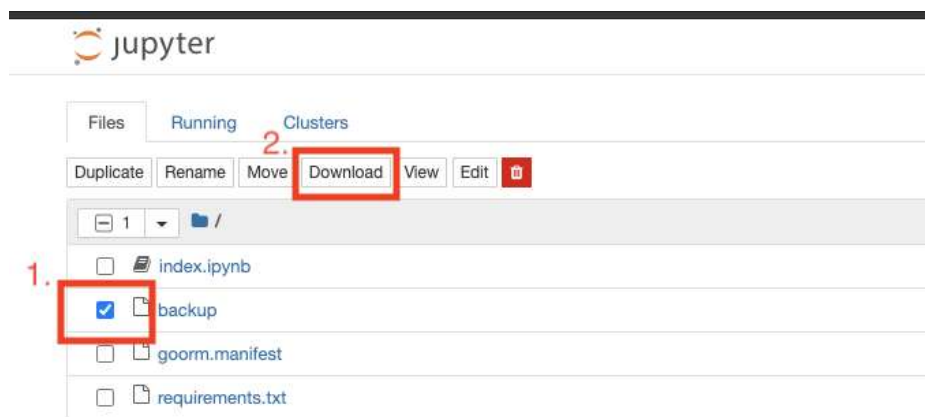 jupyter
Files Running Clusters
2.
Duplicate Rename Move Download View Edit
1 /
index.ipynb
1.
backup
goorm.manifest
requirements.txt